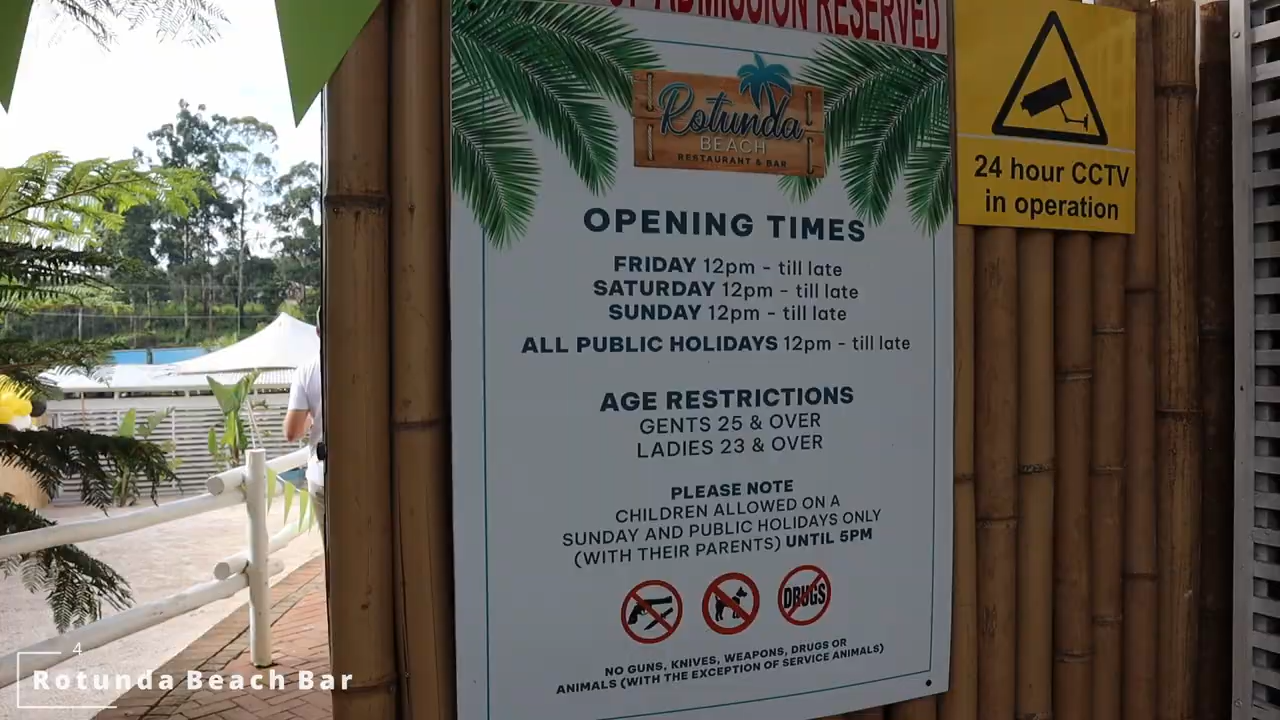 ADMISSION RESERVED
Rotunda
BEACH
RESTAURANT & BAR
OPENING TIMES
FRIDAY 12pm - till late
SATURDAY 12pm - till late
SUNDAY 12pm - till late
ALL PUBLIC HOLIDAYS 12pm - till late
AGE RESTRICTIONS
GENTS 25 & OVER
LADIES 23 & OVER
PLEASE NOTE
CHILDREN ALLOWED ON A
SUNDAY AND PUBLIC HOLIDAYS ONLY
(WITH THEIR PARENTS) UNTIL 5PM
DRUGS
NO GUNS, KNIVES, WEAPONS, DRUGS OR
ANIMALS (WITH THE EXCEPTION OF SERVICE ANIMALS)
24 hour CCTV
in operation
4
Rotunda Beach Bar